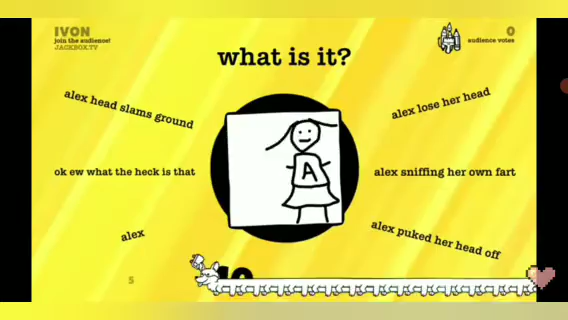 IVON
join the audience!
JACKBOX.TV
0
audience votes
what is it?
alex head slams ground
alex lose her head
ok ew what the heck is that
A
alex sniffing her own fart
alex
alex puked her head off
5